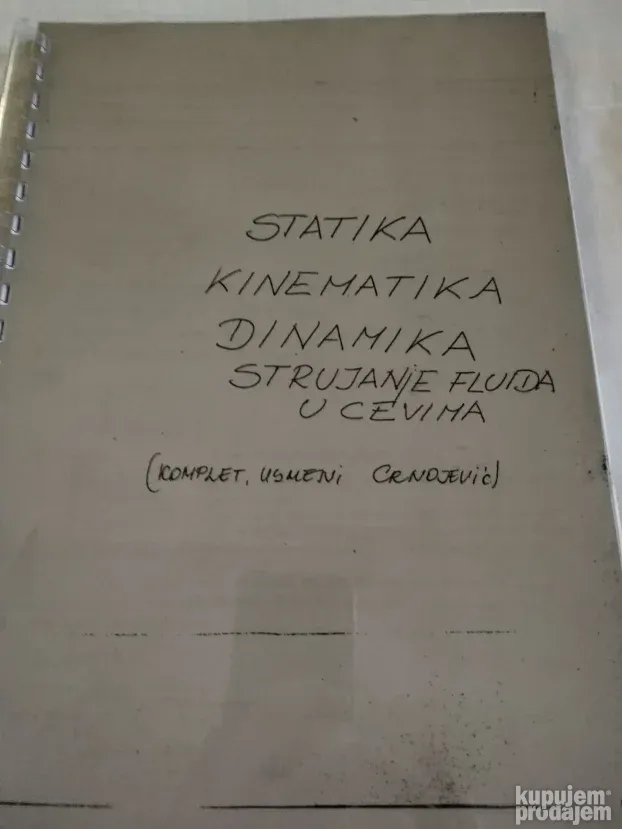 STATIKA
KINEMATIKA
DINAMIKA
STRUJANjE FLUIDA
U CEVIMA
(KOMPLET, USMENI CRNOJEVIĆ)
kupujem
prodajem